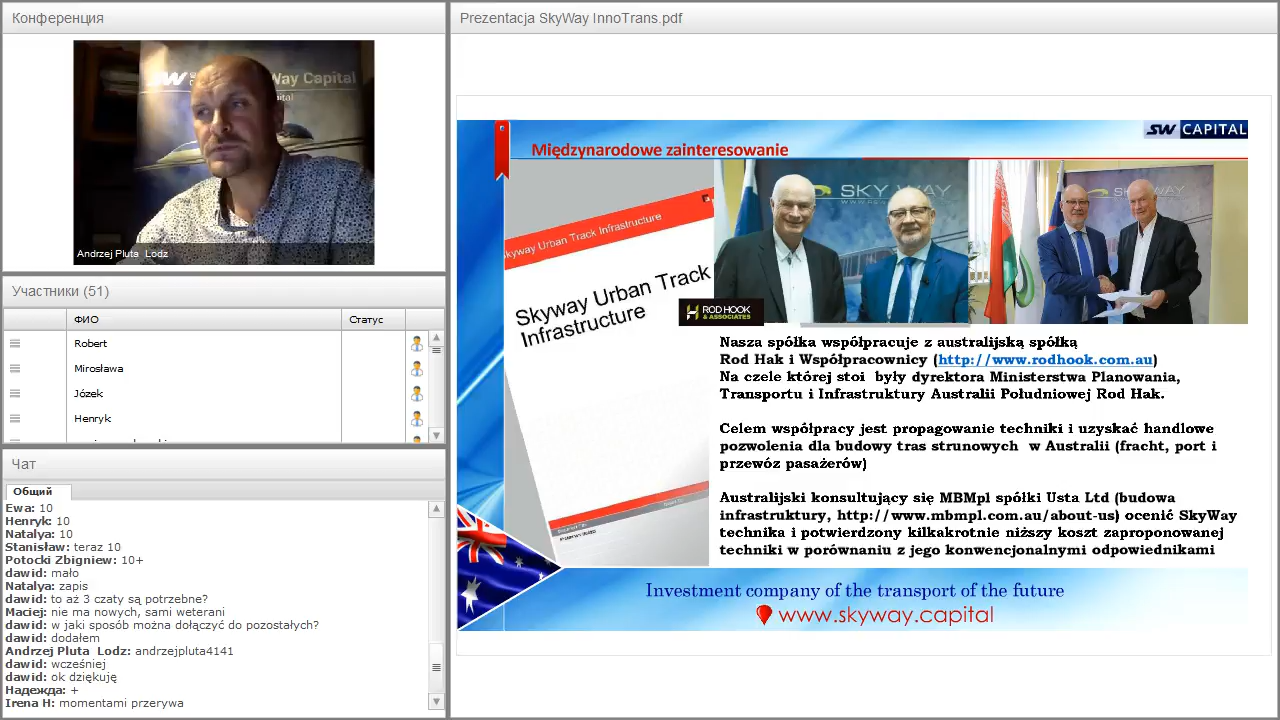 Конференция
SW
Way Capital
Andrzej Pluta Lodz
Участники (51)
ФИО
Статус
Robert
Mirosława
Józek
Henryk
Чат
Общий
Ewa: 10
Henryk: 10
Natalya: 10
Stanisław: teraz 10
Potocki Zbigniew: 10+
dawid: mało
Natalya: zapis
dawid: to aż 3 czaty są potrzebne?
Maciej: nie ma nowych, sami weterani
dawid: w jaki sposób można dołączyć do pozostałych?
dawid: dodałem
Andrzej Pluta Lodz: andrzejpluta4141
dawid: wcześniej
dawid: ok dziękuję
Надежда: +
Irena H: momentami przerywa
Prezentacja SkyWay InnoTrans.pdf
SW CAPITAL
Międzynarodowe zainteresowanie
Skyway Urban Track Infrastructure
Skyway Urban Track
Infrastructure
SKY WAY
SKY WAY
ROD HOOK
& ASSOCIATES
Nasza spółka współpracuje z australijską spółką
Rod Hak i Współpracownicy (http://www.rodhook.com.au)
Na czele której stoi były dyrektora Ministerstwa Planowania,
Transportu i Infrastruktury Australii Południowej Rod Hak.
Celem współpracy jest propagowanie techniki i uzyskać handlowe
pozwolenia dla budowy tras strunowych w Australii (fracht, port i
przewóz pasażerów)
Australijski konsultujący się MBMpl spółki Usta Ltd (budowa
infrastruktury, http://www.mbmpl.com.au/about-us) ocenić SkyWay
technika i potwierdzony kilkakrotnie niższy koszt zaproponowanej
techniki w porównaniu z jego konwencjonalnymi odpowiednikami
Investment company of the transport of the future
www.skyway.capital